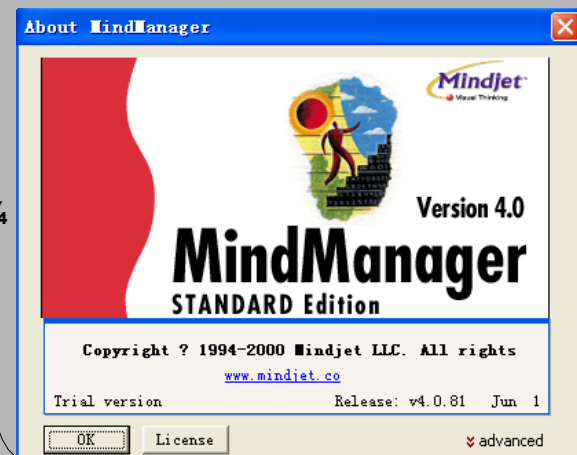 About MindManager
Mindjet
Visual Thinking
4
Version 4.0
MindManager
STANDARD Edition
Copyright ? 1994-2000 Mindjet LLC. All rights
www.mindjet.co
Trial version Release: v4.0.81 Jun 1
OK License advanced